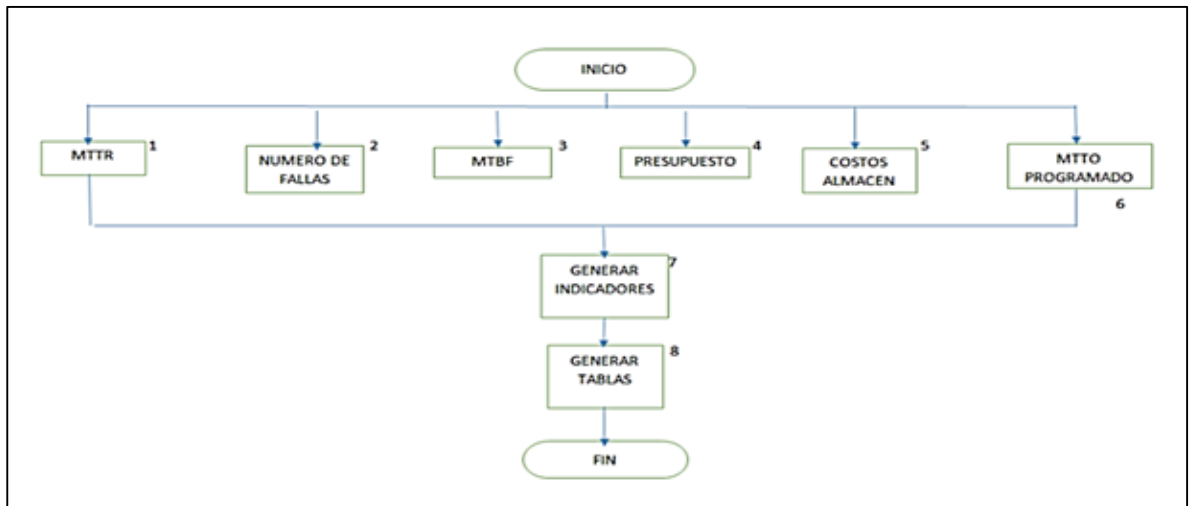 INICIO
MTTR
1
NUMERO DE
FALLAS
2
MTBF
3
PRESUPUESTO
4
COSTOS
ALMACEN
5
MTTO
PROGRAMADO
6
GENERAR
INDICADORES
7
GENERAR
TABLAS
8
FIN